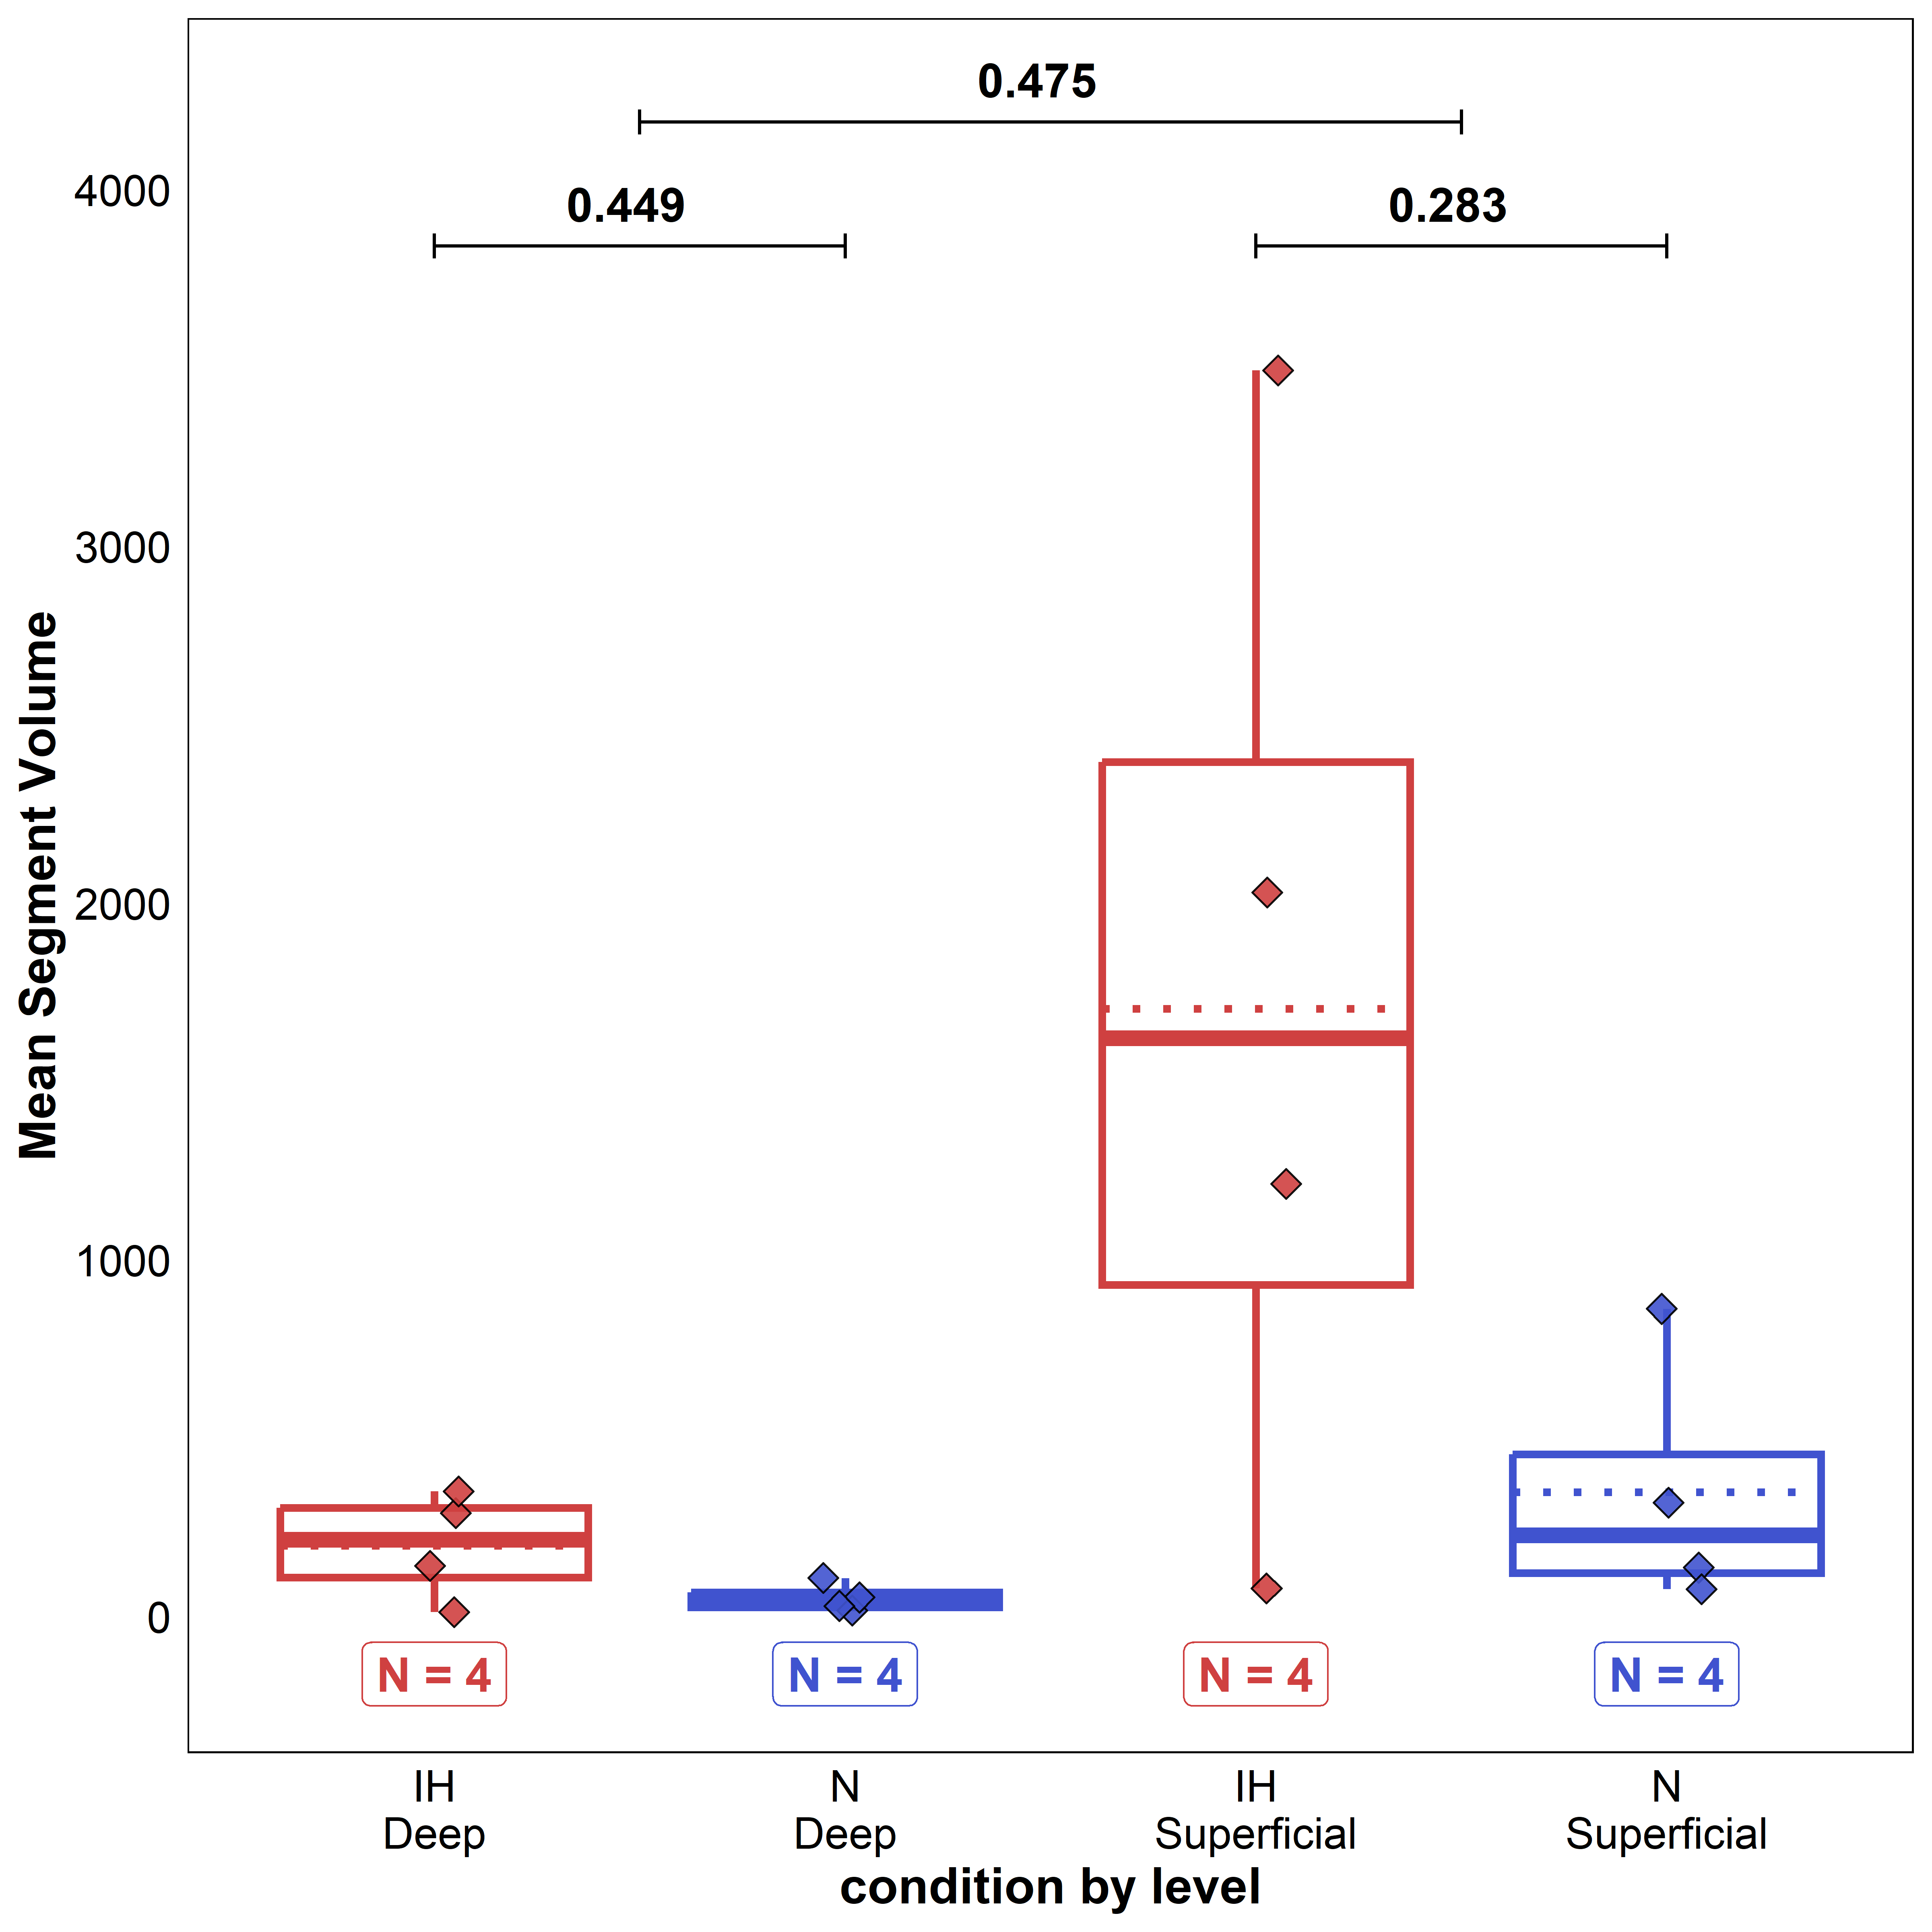 0.475
0.449
0.283
4000
3000
2000
1000
0
Mean Segment Volume
N = 4
N = 4
N = 4
N = 4
IH
Deep
N
Deep
IH
Superficial
N
Superficial
condition by level